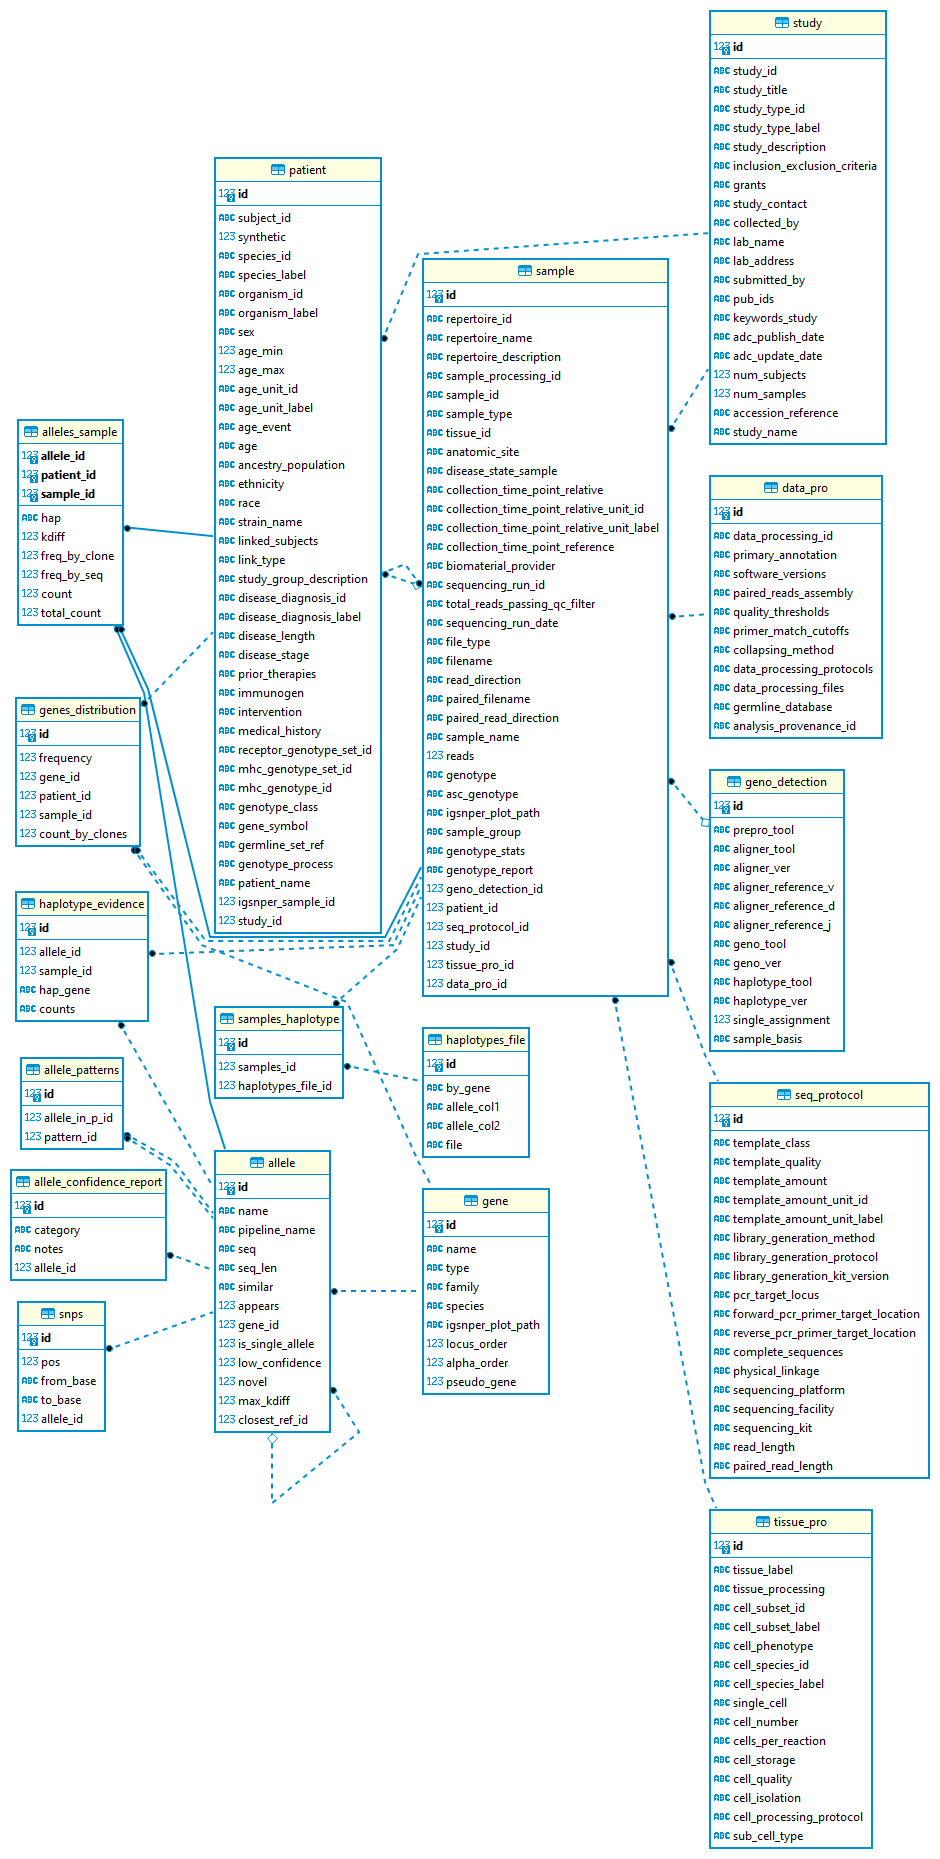 study
id
study_id
study_title
study_type_id
study_type_label
study_description
inclusion_exclusion_criteria
grants
study_contact
collected_by
lab_name
lab_address
submitted_by
pub_ids
keywords_study
adc_publish_date
adc_update_date
num_subjects
num_samples
accession_reference
study_name
patient
id
subject_id
synthetic
species_id
species_label
organism_id
organism_label
sex
age_min
age_max
age_unit_id
age_unit_label
age_event
age
ancestry_population
ethnicity
race
strain_name
linked_subjects
link_type
study_group_description
disease_diagnosis_id
disease_diagnosis_label
disease_length
disease_stage
prior_therapies
immunogen
intervention
medical_history
receptor_genotype_set_id
mhc_genotype_set_id
mhc_genotype_id
genotype_class
gene_symbol
germline_set_ref
genotype_process
patient_name
igsnper_sample_id
study_id
sample
id
repertoire_id
repertoire_name
repertoire_description
sample_processing_id
sample_id
sample_type
tissue_id
anatomic_site
disease_state_sample
collection_time_point_relative
collection_time_point_relative_unit_id
collection_time_point_relative_unit_label
collection_time_point_reference
biomaterial_provider
sequencing_run_id
total_reads_passing_qc_filter
sequencing_run_date
file_type
filename
read_direction
paired_filename
paired_read_direction
sample_name
reads
genotype
asc_genotype
igsnper_plot_path
sample_group
genotype_stats
genotype_report
geno_detection_id
patient_id
seq_protocol_id
study_id
tissue_pro_id
data_pro_id
alleles_sample
allele_id
patient_id
sample_id
hap
kdiff
freq_by_clone
freq_by_seq
count
total_count
data_pro
id
data_processing_id
primary_annotation
software_versions
paired_reads_assembly
quality_thresholds
primer_match_cutoffs
collapsing_method
data_processing_protocols
data_processing_files
germline_database
analysis_provenance_id
genes_distribution
id
frequency
gene_id
patient_id
sample_id
count_by_clones
geno_detection
id
prepro_tool
aligner_tool
aligner_ver
aligner_reference_v
aligner_reference_d
aligner_reference_j
geno_tool
geno_ver
haplotype_tool
haplotype_ver
single_assignment
sample_basis
haplotype_evidence
id
allele_id
sample_id
hap_gene
counts
samples_haplotype
id
samples_id
haplotypes_file_id
haplotypes_file
id
by_gene
allele_col1
allele_col2
file
allele_patterns
id
allele_in_p_id
pattern_id
seq_protocol
id
template_class
template_quality
template_amount
template_amount_unit_id
template_amount_unit_label
library_generation_method
library_generation_protocol
library_generation_kit_version
pcr_target_locus
forward_pcr_primer_target_location
reverse_pcr_primer_target_location
complete_sequences
physical_linkage
sequencing_platform
sequencing_facility
sequencing_kit
read_length
paired_read_length
allele
id
name
pipeline_name
seq
seq_len
similar
appears
gene_id
is_single_allele
low_confidence
novel
max_kdiff
closest_ref_id
allele_confidence_report
id
category
notes
allele_id
gene
id
name
type
family
species
igsnper_plot_path
locus_order
alpha_order
pseudo_gene
snps
id
pos
from_base
to_base
allele_id
tissue_pro
id
tissue_label
tissue_processing
cell_subset_id
cell_subset_label
cell_phenotype
cell_species_id
cell_species_label
single_cell
cell_number
cells_per_reaction
cell_storage
cell_quality
cell_isolation
cell_processing_protocol
sub_cell_type